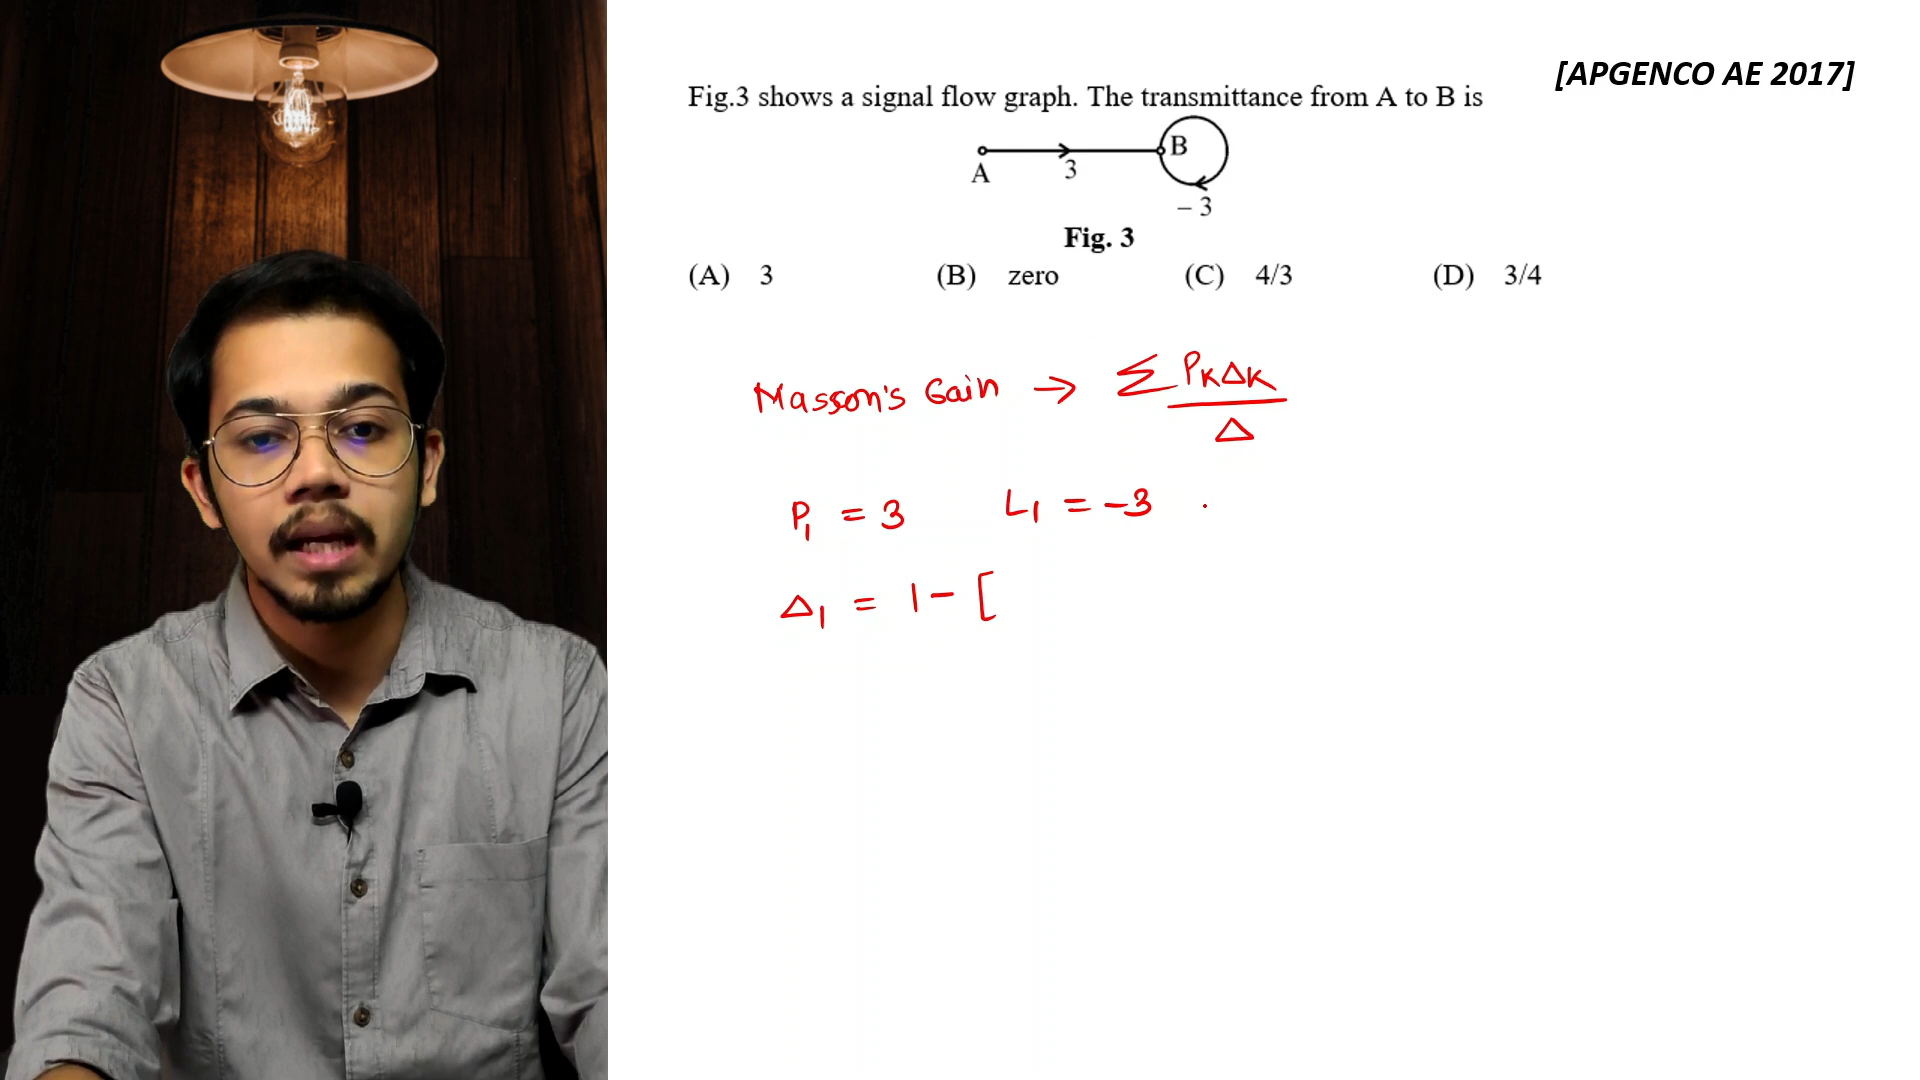 [APGENCO AE 2017]
Fig.3 shows a signal flow graph. The transmittance from A to B is
B
A
3
– 3
Fig. 3
(A) 3 (B) zero (C) 4/3 (D) 3/4
Masson's Gain → Σ PKΔK / Δ
P1 = 3 L1 = -3
Δ1 = 1 - [